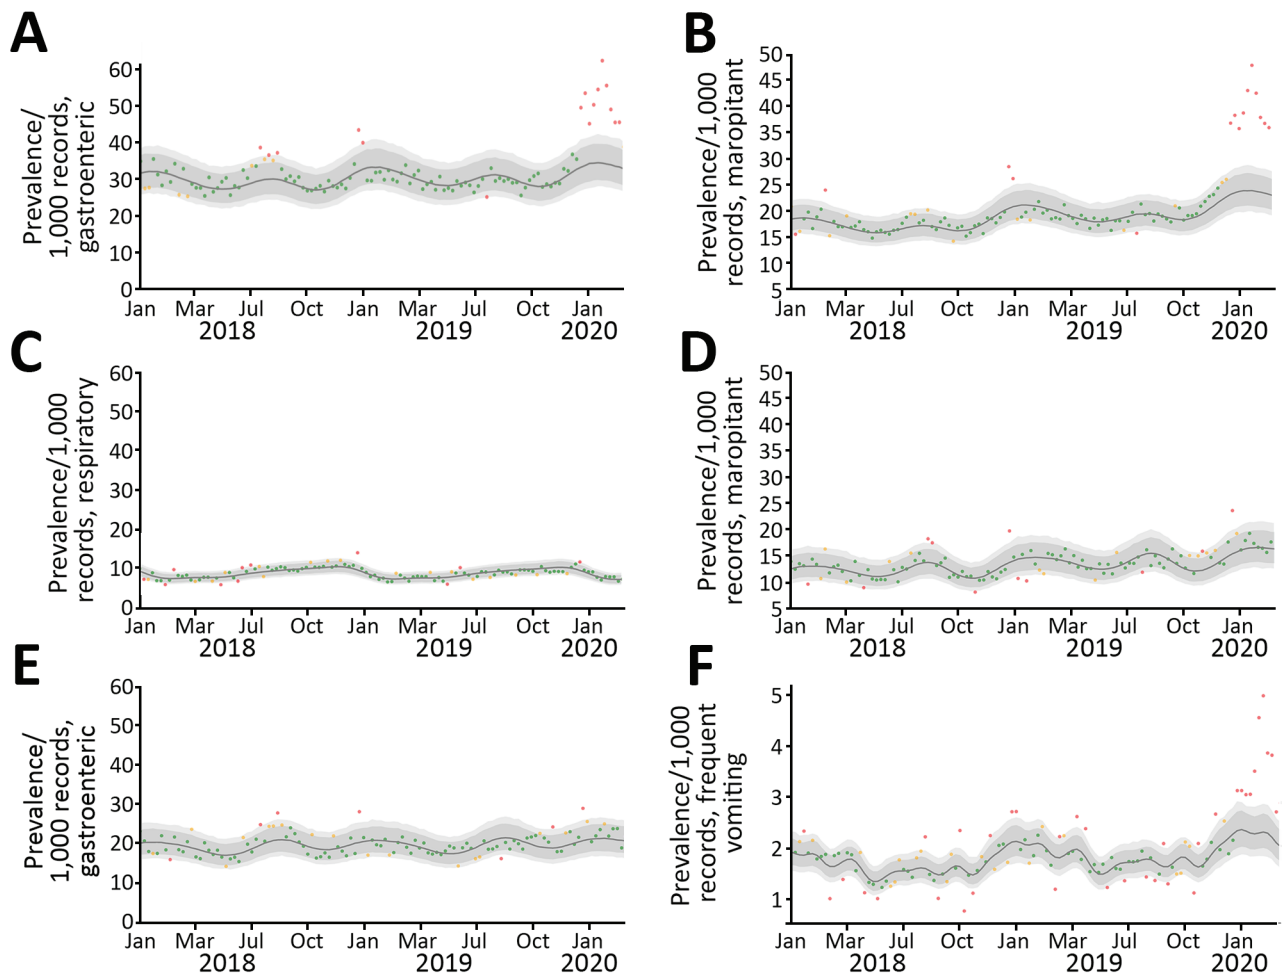 A
Prevalence/
1,000 records,
gastroenteric
60
50
40
30
20
10
0
Jan Mar Jul Oct Jan Mar Jul Oct Jan
2018 2019 2020
B
Prevalence/1,000
records, maropitant
50
45
40
35
30
25
20
15
10
5
Jan Mar Jul Oct Jan Mar Jul Oct Jan
2018 2019 2020
C
Prevalence/1,000
records, respiratory
60
50
40
30
20
10
0
Jan Mar Jul Oct Jan Mar Jul Oct Jan
2018 2019 2020
D
Prevalence/1,000
records, maropitant
50
45
40
35
30
25
20
15
10
5
Jan Mar Jul Oct Jan Mar Jul Oct Jan
2018 2019 2020
E
Prevalence/
1,000 records,
gastroenteric
60
50
40
30
20
10
0
Jan Mar Jul Oct Jan Mar Jul Oct Jan
2018 2019 2020
F
Prevalence/1,000
records, frequent
vomiting
5
4
3
2
1
Jan Mar Jul Oct Jan Mar Jul Oct Jan
2018 2019 2020